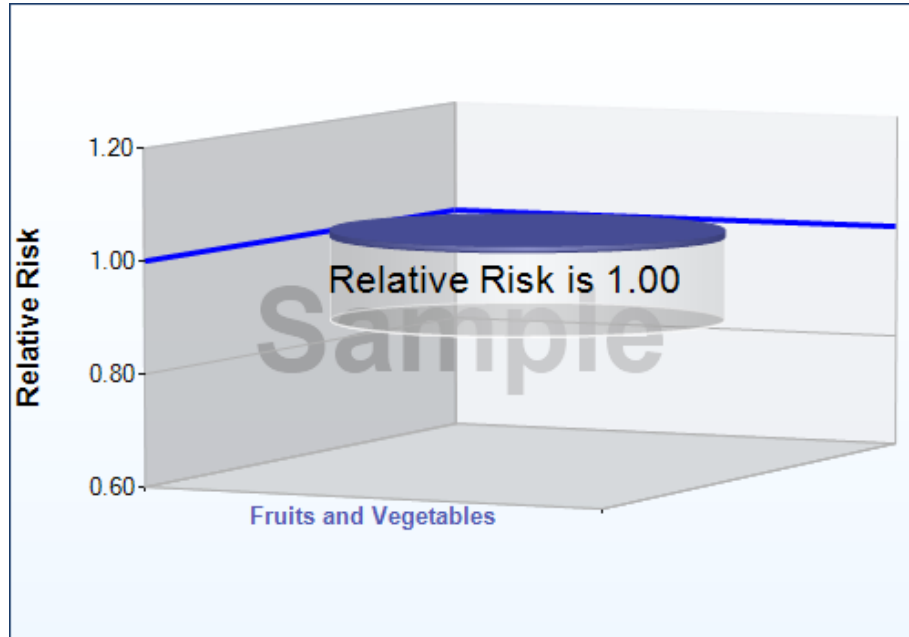 1.20
1.00
0.80
0.60
Relative Risk
Relative Risk is 1.00
Sample
Fruits and Vegetables